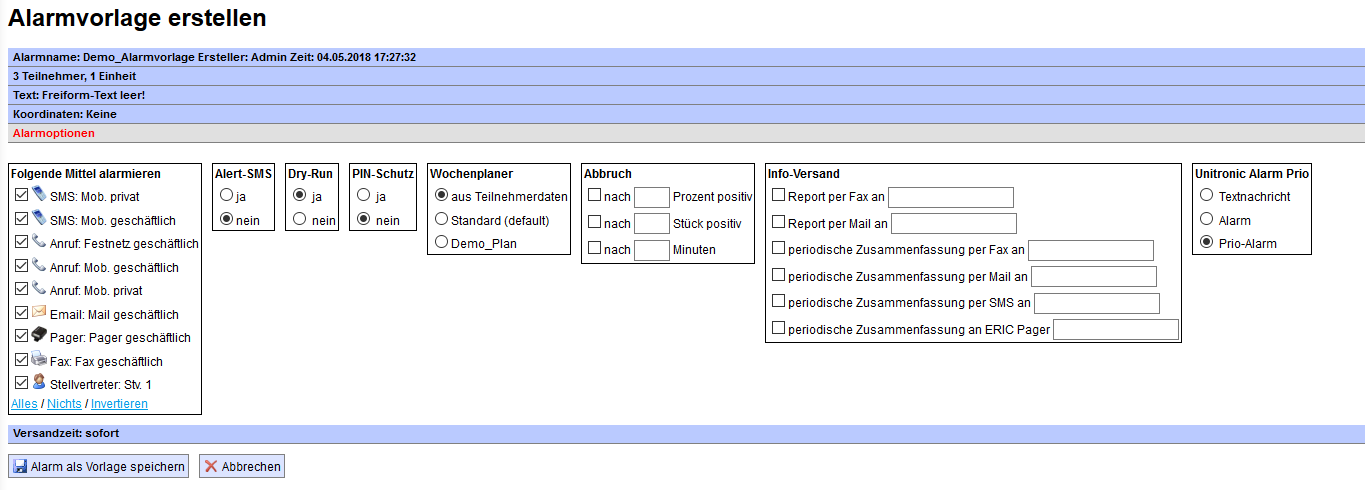 Alarmvorlage erstellen
Alarmname: Demo_Alarmvorlage Ersteller: Admin Zeit: 04.05.2018 17:27:32
3 Teilnehmer, 1 Einheit
Text: Freiform-Text leer!
Koordinaten: Keine
Alarmoptionen
Folgende Mittel alarmieren
SMS: Mob. privat
SMS: Mob. geschäftlich
Anruf: Festnetz geschäftlich
Anruf: Mob. geschäftlich
Anruf: Mob. privat
Email: Mail geschäftlich
Pager: Pager geschäftlich
Fax: Fax geschäftlich
Stellvertreter: Stv. 1
Alles / Nichts / Invertieren
Alert-SMS
ja
nein
Dry-Run
ja
nein
PIN-Schutz
ja
nein
Wochenplaner
aus Teilnehmerdaten
Standard (default)
Demo_Plan
Abbruch
nach Prozent positiv
nach Stück positiv
nach Minuten
Info-Versand
Report per Fax an
Report per Mail an
periodische Zusammenfassung per Fax an
periodische Zusammenfassung per Mail an
periodische Zusammenfassung per SMS an
periodische Zusammenfassung an ERIC Pager
Unitronic Alarm Prio
Textnachricht
Alarm
Prio-Alarm
Versandzeit: sofort
Alarm als Vorlage speichern
Abbrechen